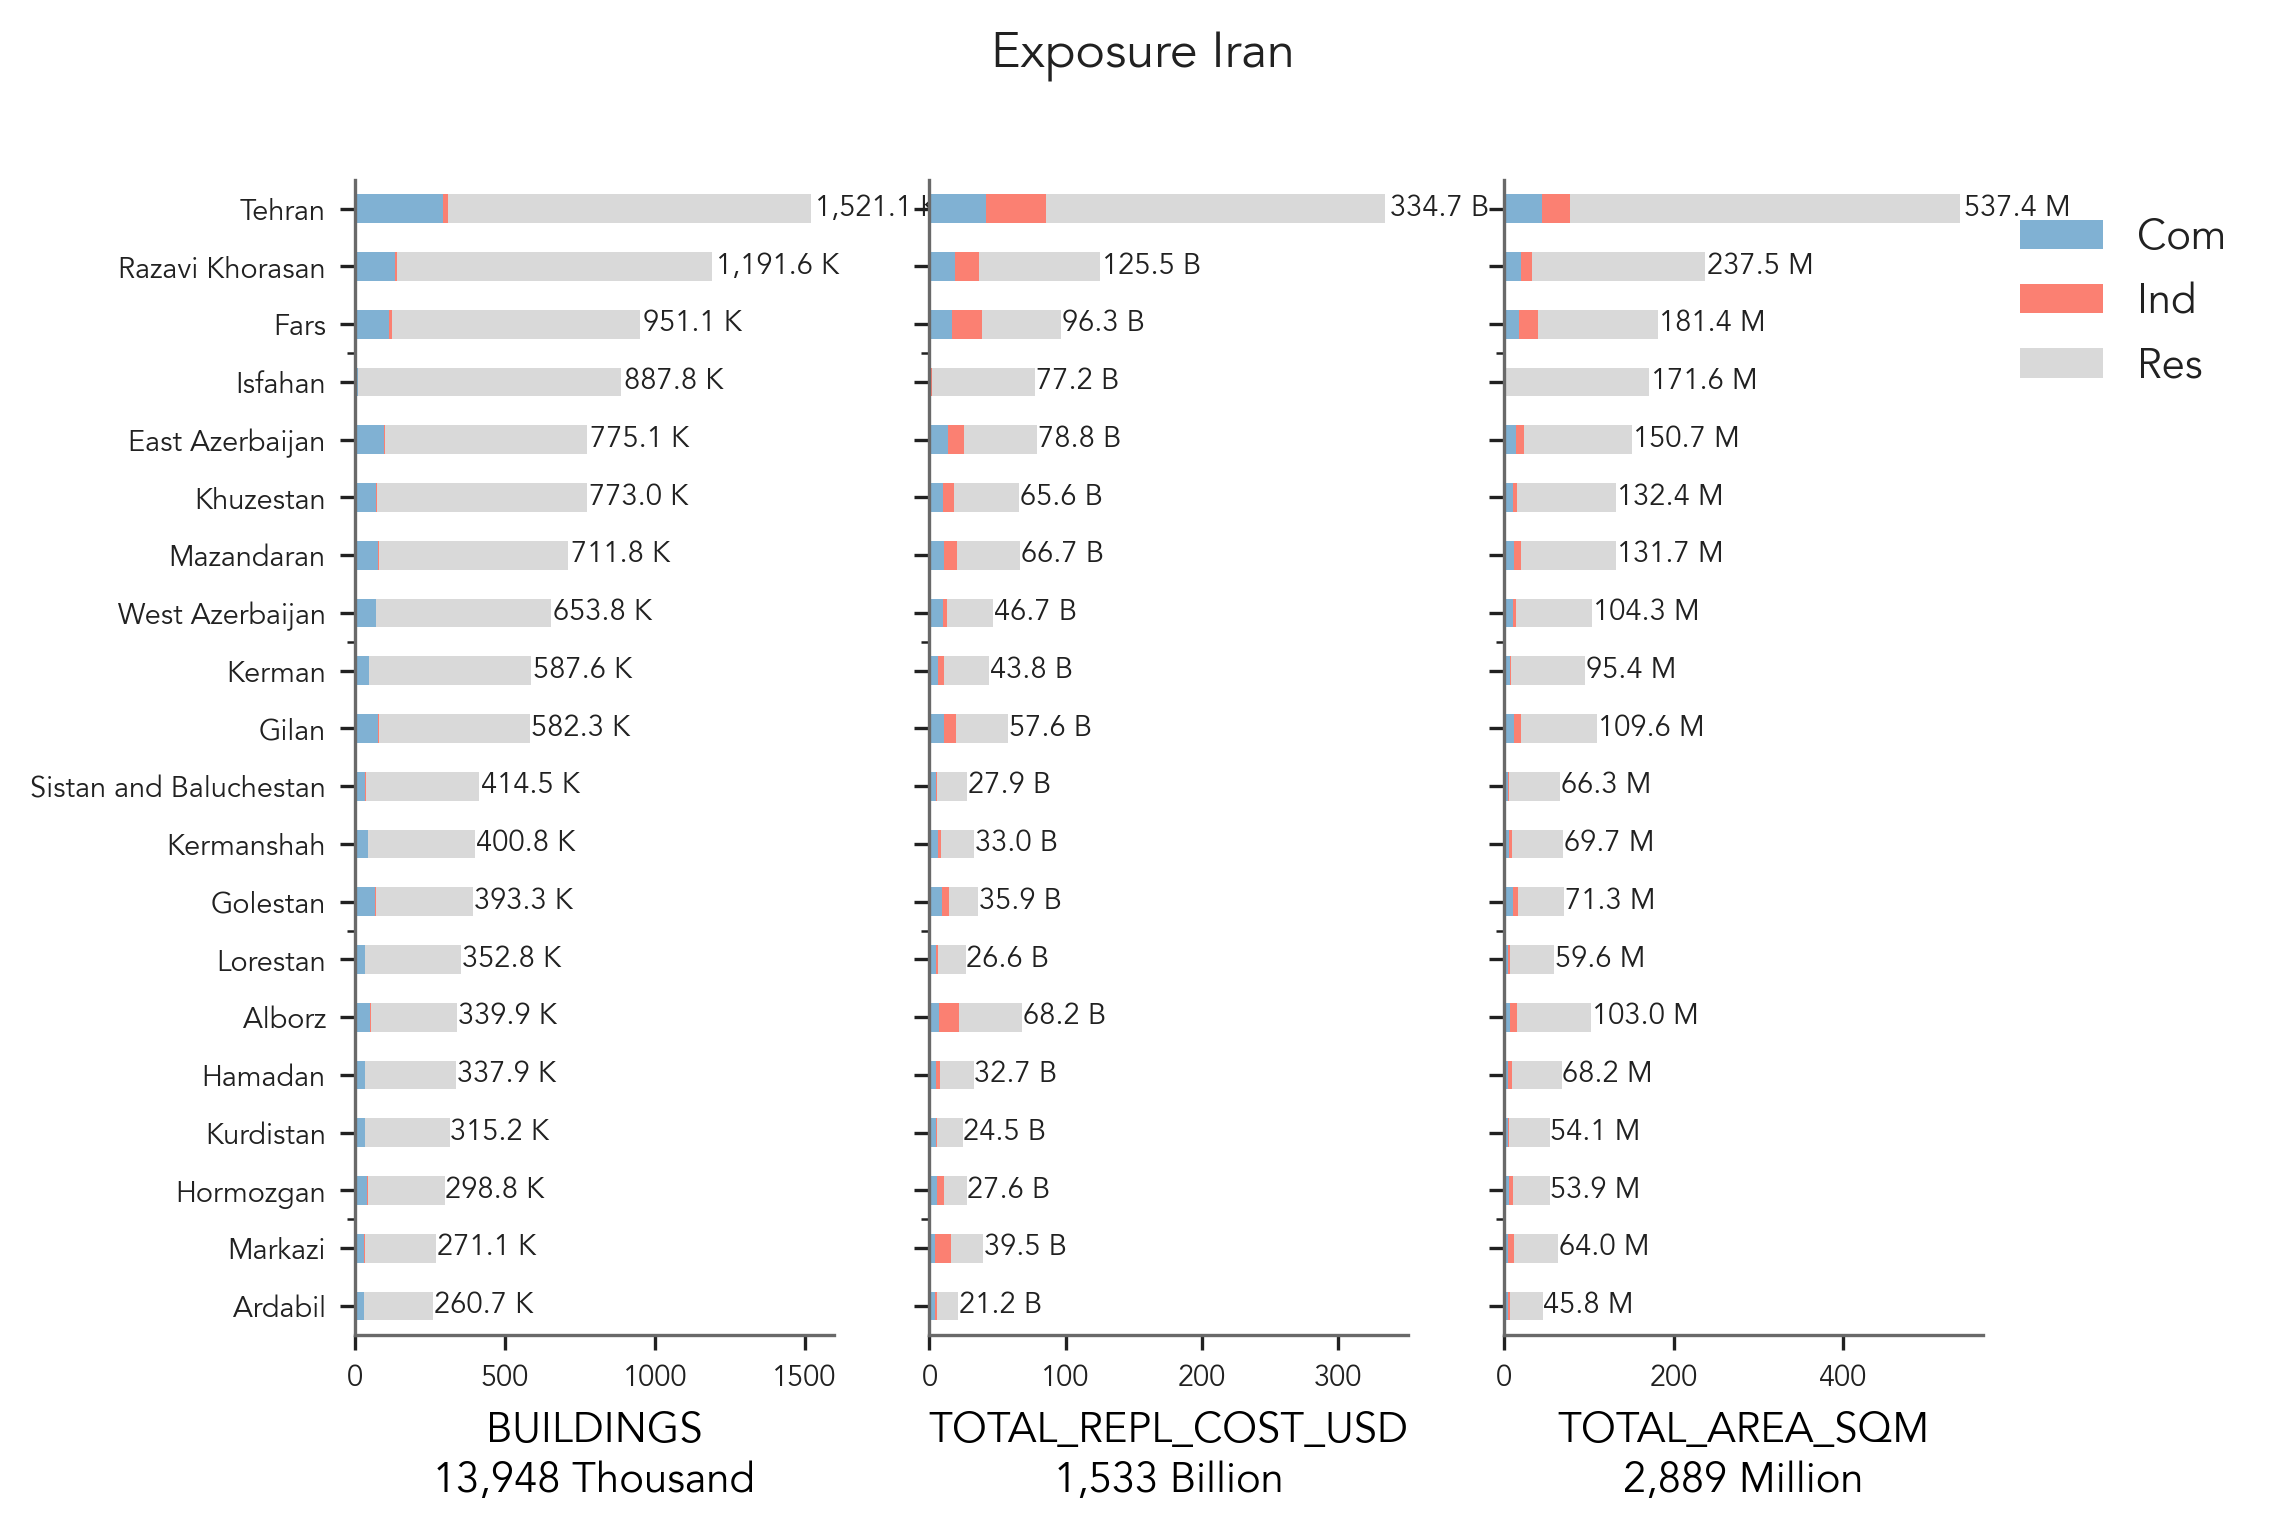 Exposure Iran
Tehran 1,521.1 K 334.7 B 537.4 M
Razavi Khorasan 1,191.6 K 125.5 B 237.5 M
Fars 951.1 K 96.3 B 181.4 M
Isfahan 887.8 K 77.2 B 171.6 M
East Azerbaijan 775.1 K 78.8 B 150.7 M
Khuzestan 773.0 K 65.6 B 132.4 M
Mazandaran 711.8 K 66.7 B 131.7 M
West Azerbaijan 653.8 K 46.7 B 104.3 M
Kerman 587.6 K 43.8 B 95.4 M
Gilan 582.3 K 57.6 B 109.6 M
Sistan and Baluchestan 414.5 K 27.9 B 66.3 M
Kermanshah 400.8 K 33.0 B 69.7 M
Golestan 393.3 K 35.9 B 71.3 M
Lorestan 352.8 K 26.6 B 59.6 M
Alborz 339.9 K 68.2 B 103.0 M
Hamadan 337.9 K 32.7 B 68.2 M
Kurdistan 315.2 K 24.5 B 54.1 M
Hormozgan 298.8 K 27.6 B 53.9 M
Markazi 271.1 K 39.5 B 64.0 M
Ardabil 260.7 K 21.2 B 45.8 M
0 500 1000 1500 0 100 200 300 0 200 400
BUILDINGS TOTAL_REPL_COST_USD TOTAL_AREA_SQM
13,948 Thousand 1,533 Billion 2,889 Million
Com
Ind
Res